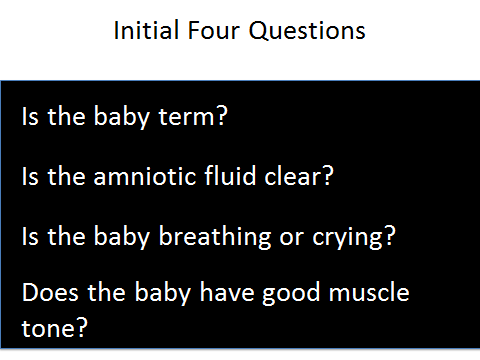 Initial Four Questions
Is the baby term?
Is the amniotic fluid clear?
Is the baby breathing or crying?
Does the baby have good muscle
tone?